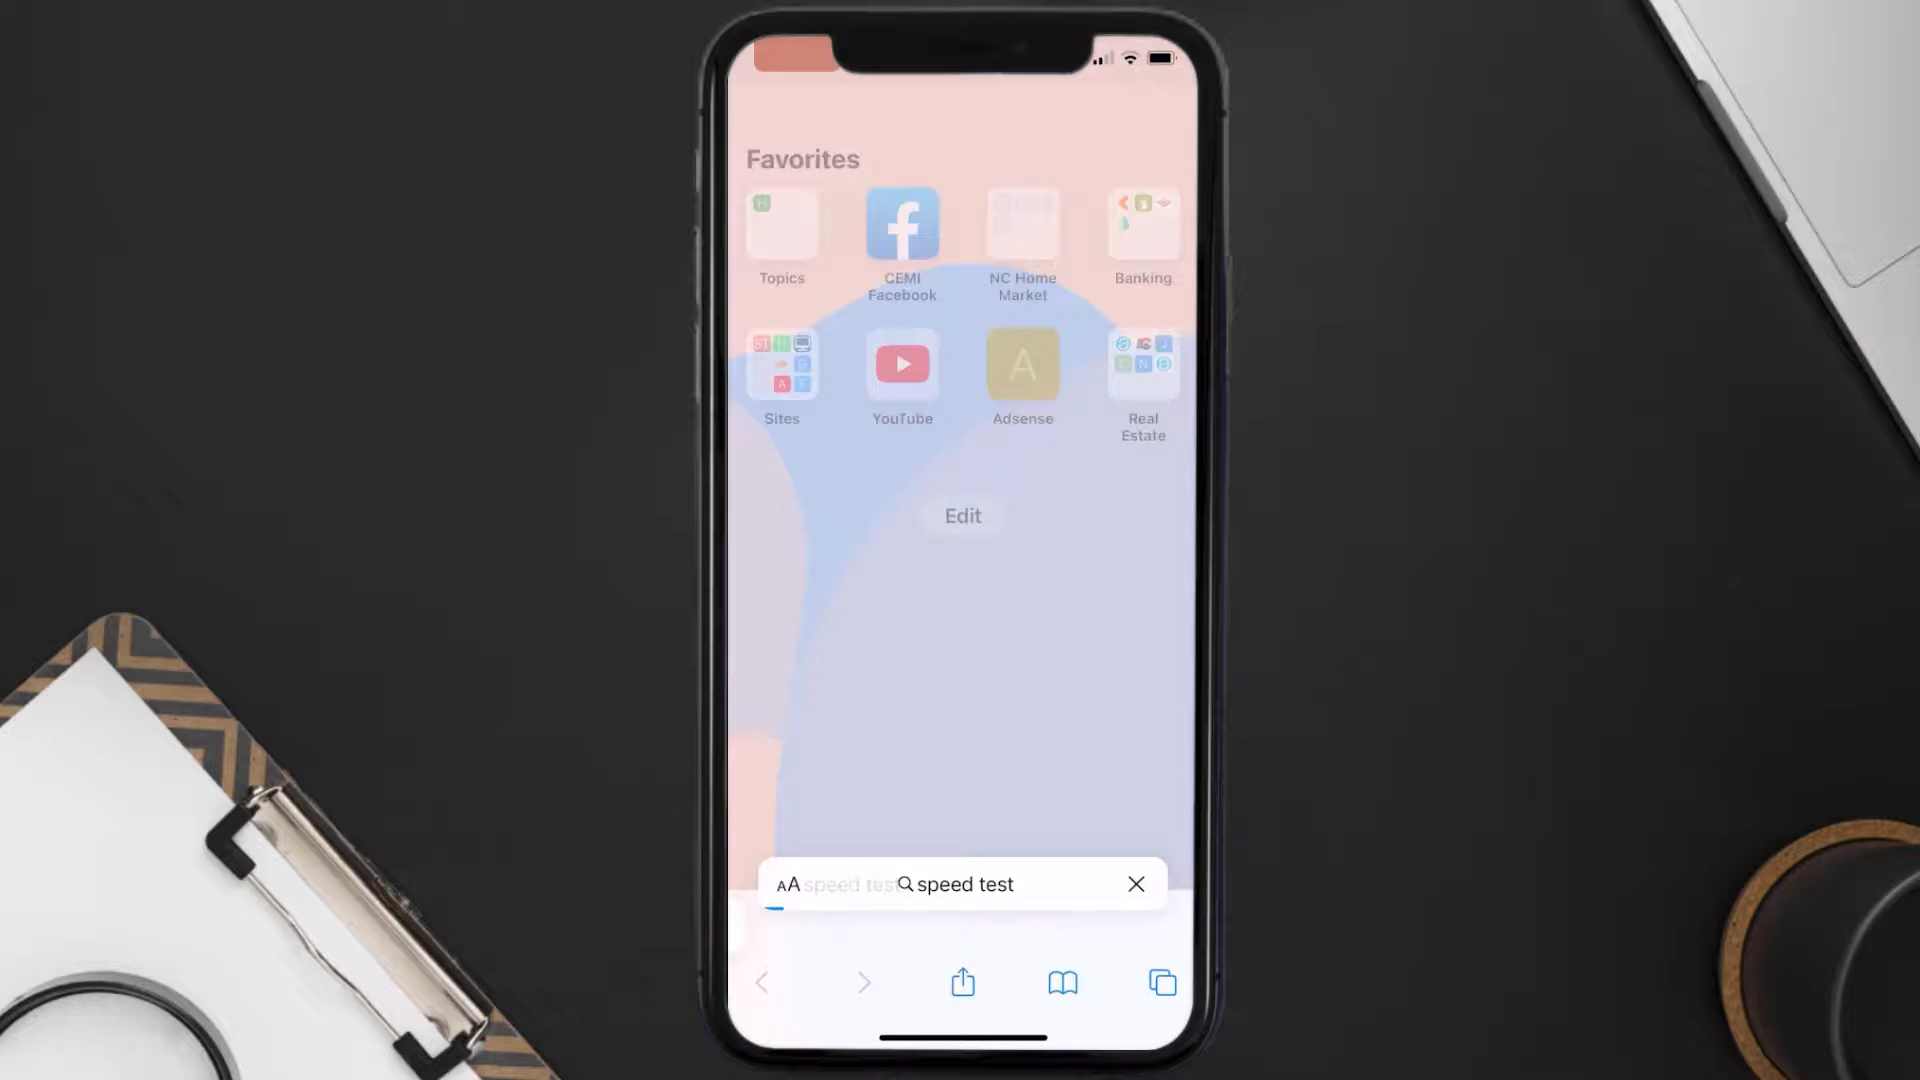 Favorites
Topics
CEMI
Facebook
NC Home
Market
Banking
Sites
YouTube
Adsense
Real
Estate
Edit
AA speed test speed test